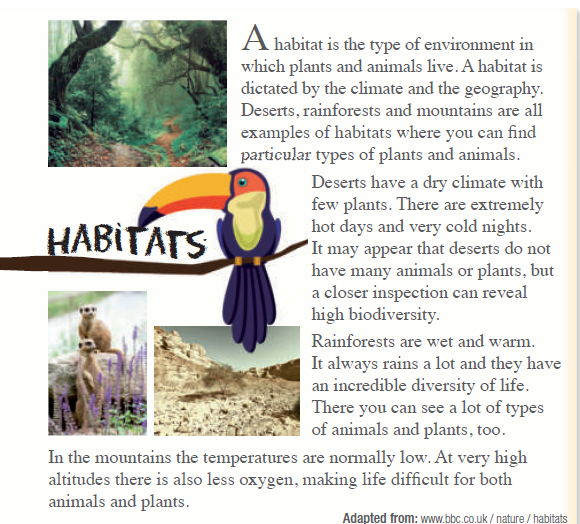 A habitat is the type of environment in
which plants and animals live. A habitat is
dictated by the climate and the geography.
Deserts, rainforests and mountains are all
examples of habitats where you can find
particular types of plants and animals.
HABiTATS
Deserts have a dry climate with
few plants. There are extremely
hot days and very cold nights.
It may appear that deserts do not
have many animals or plants, but
a closer inspection can reveal
high biodiversity.
Rainforests are wet and warm.
It always rains a lot and they have
an incredible diversity of life.
There you can see a lot of types
of animals and plants, too.
In the mountains the temperatures are normally low. At very high
altitudes there is also less oxygen, making life difficult for both
animals and plants.
Adapted from: www.bbc.co.uk / nature / habitats